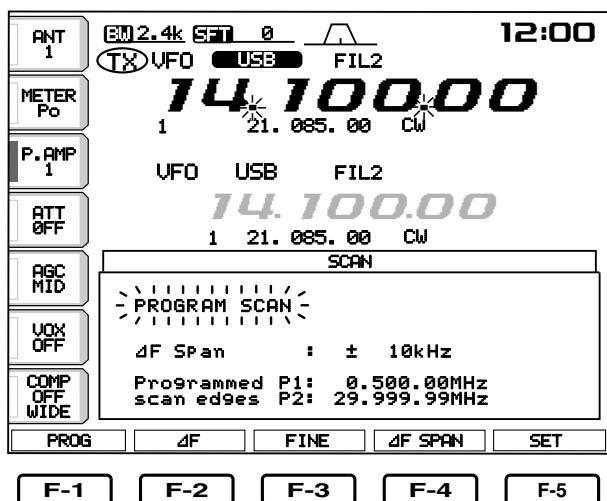 ANT
1
BW 2.4k SFT 0
12:00
TX VFO USB FIL2
14.100.00
1 21.085.00 CW
METER
Po
P.AMP
1
VFO USB FIL2
14.100.00
1 21.085.00 CW
ATT
OFF
AGC
MID
VOX
OFF
COMP
OFF
WIDE
SCAN
PROGRAM SCAN
⊿F Span : ± 10kHz
Programmed P1: 0.500.00MHz
scan edges P2: 29.999.99MHz
PROG ⊿F FINE ⊿F SPAN SET
F-1 F-2 F-3 F-4 F-5